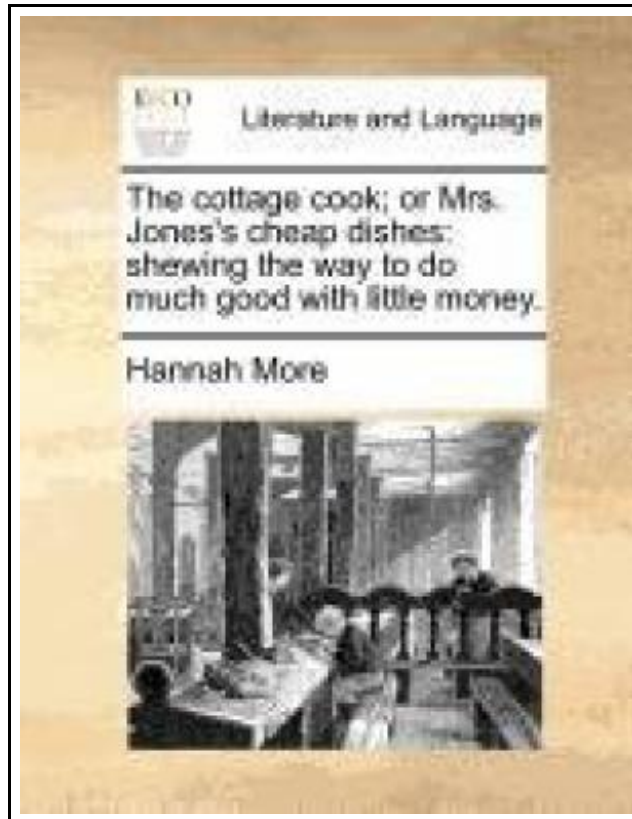 ECCO
Literature and Language
The cottage cook; or Mrs.
Jones's cheap dishes:
shewing the way to do
much good with little money.
Hannah More